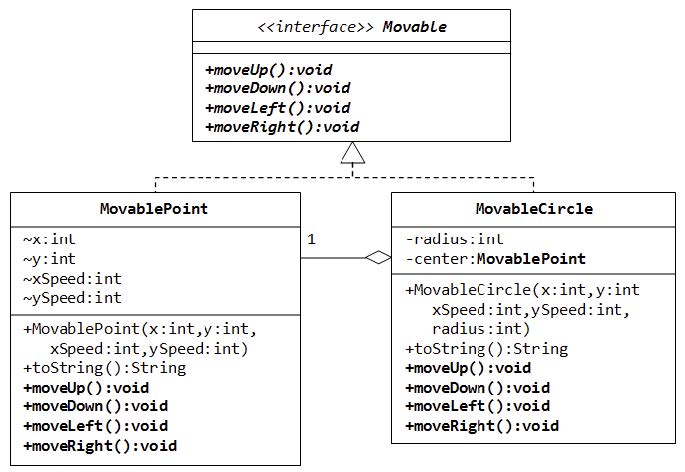 <<interface>> Movable
+moveUp():void
+moveDown():void
+moveLeft():void
+moveRight():void
MovablePoint
~x:int
~y:int
~xSpeed:int
~ySpeed:int
+MovablePoint(x:int,y:int,
xSpeed:int,ySpeed:int)
+toString():String
+moveUp():void
+moveDown():void
+moveLeft():void
+moveRight():void
1
MovableCircle
-radius:int
-center:MovablePoint
+MovableCircle(x:int,y:int
xSpeed:int,ySpeed:int,
radius:int)
+toString():String
+moveUp():void
+moveDown():void
+moveLeft():void
+moveRight():void